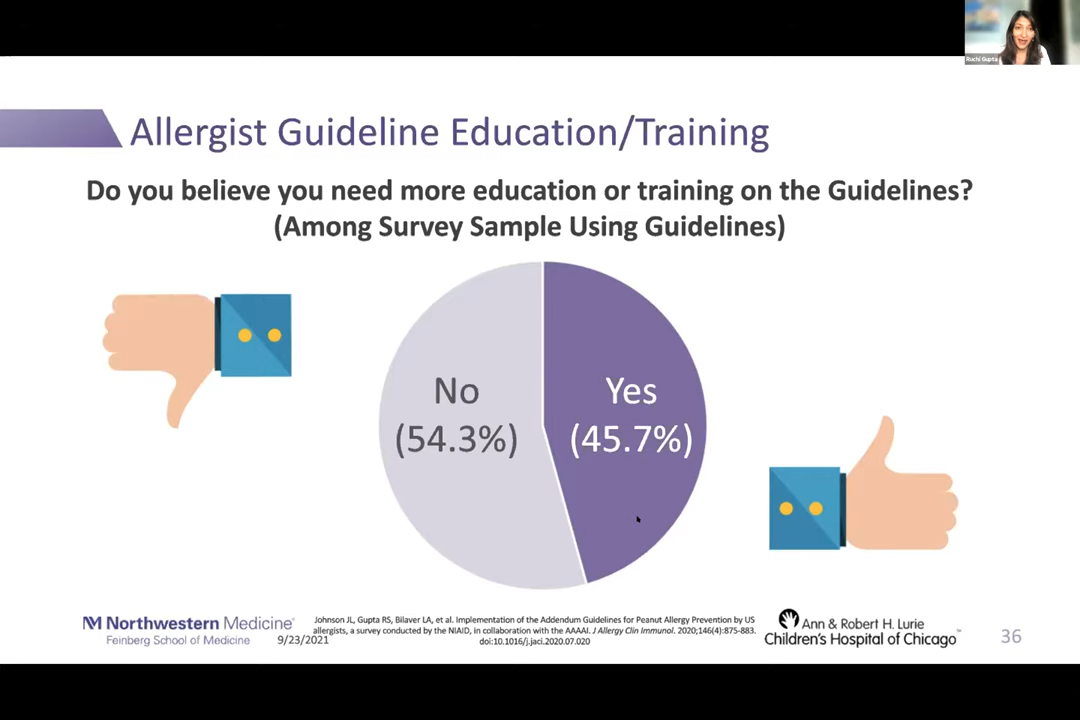 Ruchi Gupta
Allergist Guideline Education/Training
Do you believe you need more education or training on the Guidelines?
(Among Survey Sample Using Guidelines)
No
(54.3%)
Yes
(45.7%)
Northwestern Medicine®
Feinberg School of Medicine
9/23/2021
Johnson JL, Gupta RS, Bilaver LA, et al. Implementation of the Addendum Guidelines for Peanut Allergy Prevention by US
allergists, a survey conducted by the NIAID, in collaboration with the AAAAI. J Allergy Clin Immunol. 2020;146(4):875-883.
doi:10.1016/j.jaci.2020.07.020
Ann & Robert H. Lurie
Children's Hospital of Chicago™
36